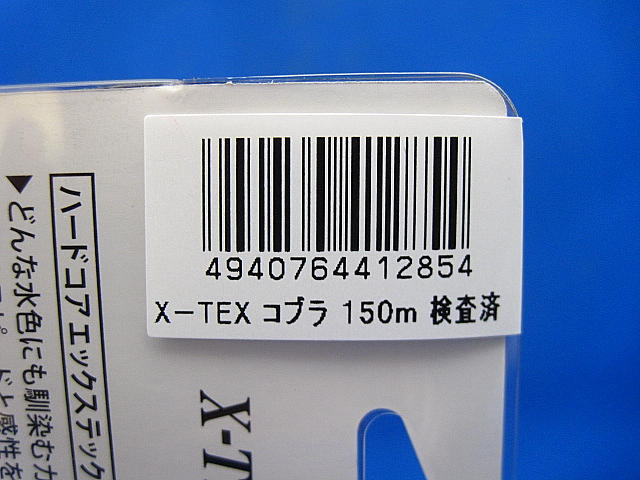 4940764412854
X-TEX コブラ 150m 検査済
ハードコアエックステック
▶どんな水色にも馴染む
X-T